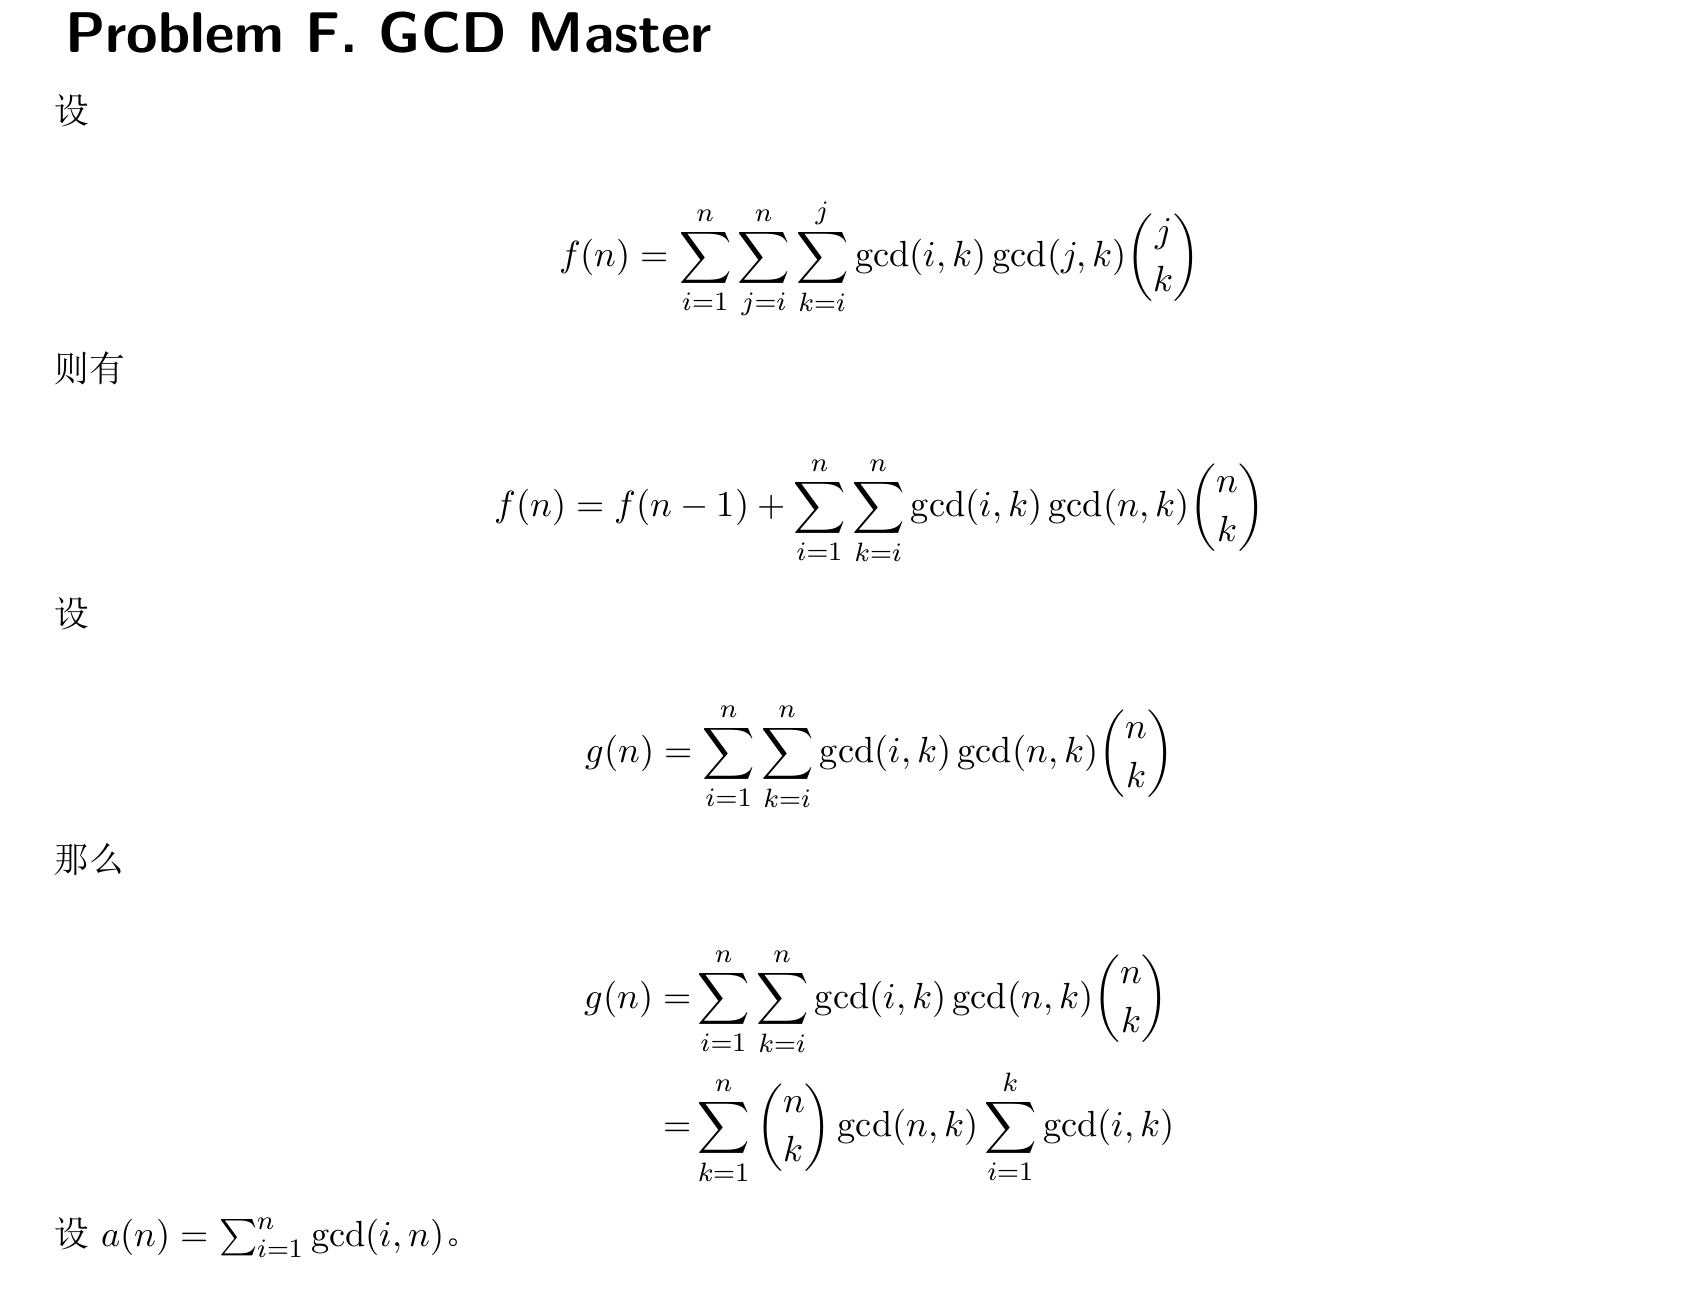 Problem F. GCD Master
设
f(n) = \sum_{i=1}^{n} \sum_{j=i}^{n} \sum_{k=i}^{j} \gcd(i, k) \gcd(j, k) \binom{j}{k}
则有
f(n) = f(n − 1) + \sum_{i=1}^{n} \sum_{k=i}^{n} \gcd(i, k) \gcd(n, k) \binom{n}{k}
设
g(n) = \sum_{i=1}^{n} \sum_{k=i}^{n} \gcd(i, k) \gcd(n, k) \binom{n}{k}
那么
g(n) = \sum_{i=1}^{n} \sum_{k=i}^{n} \gcd(i, k) \gcd(n, k) \binom{n}{k}
= \sum_{k=1}^{n} \binom{n}{k} \gcd(n, k) \sum_{i=1}^{k} \gcd(i, k)
设 a(n) = \sum_{i=1}^{n} \gcd(i, n)。